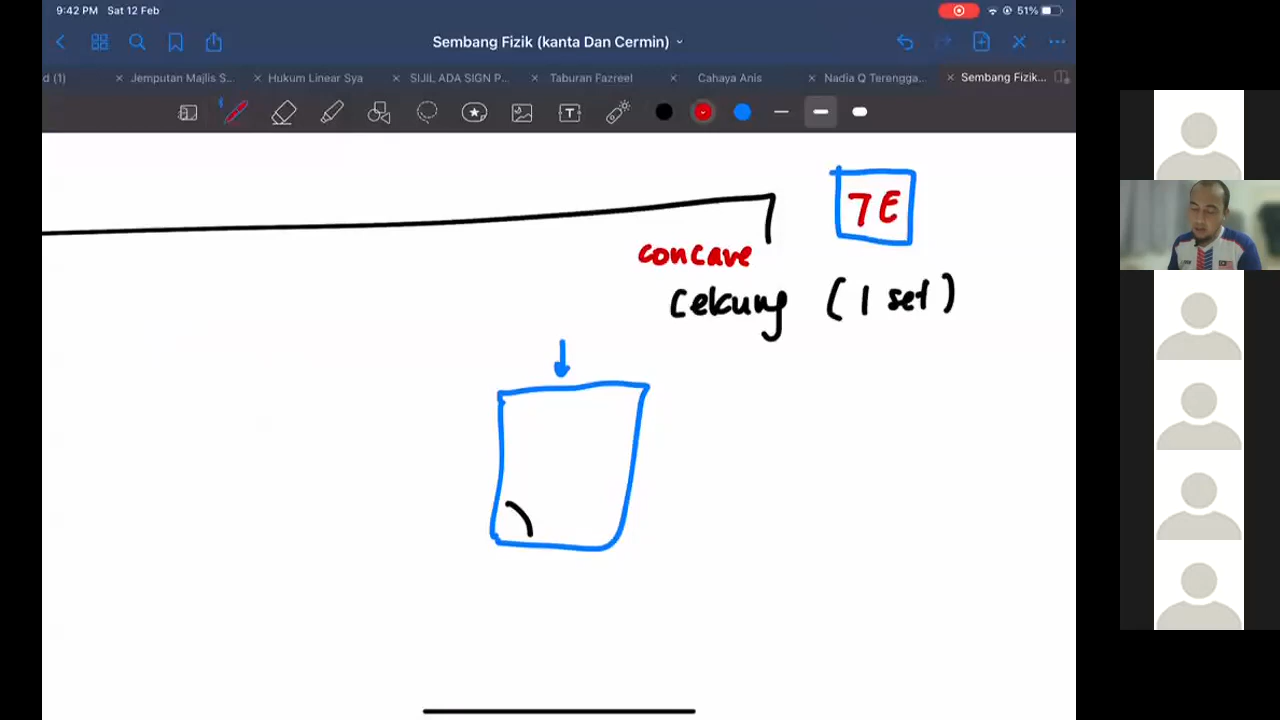 9:42 PM Sat 12 Feb
51%
Sembang Fizik (kanta Dan Cermin)
d (1)
Jemputan Majlis S...
Hukum Linear Sya
SIJIL ADA SIGN P...
Taburan Fazreel
Cahaya Anis
Nadia Q Terengga...
Sembang Fizik...
7E
concave
Cekung (1 set)